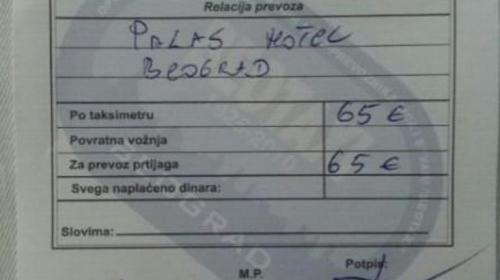 Relacija prevoza
PALAS HOTEL
BEOGRAD
Po taksimetru 65 €
Povratna vožnja
Za prevoz prtljaga 65 €
Svega naplaćeno dinara:
Slovima:
M.P.
Potpis